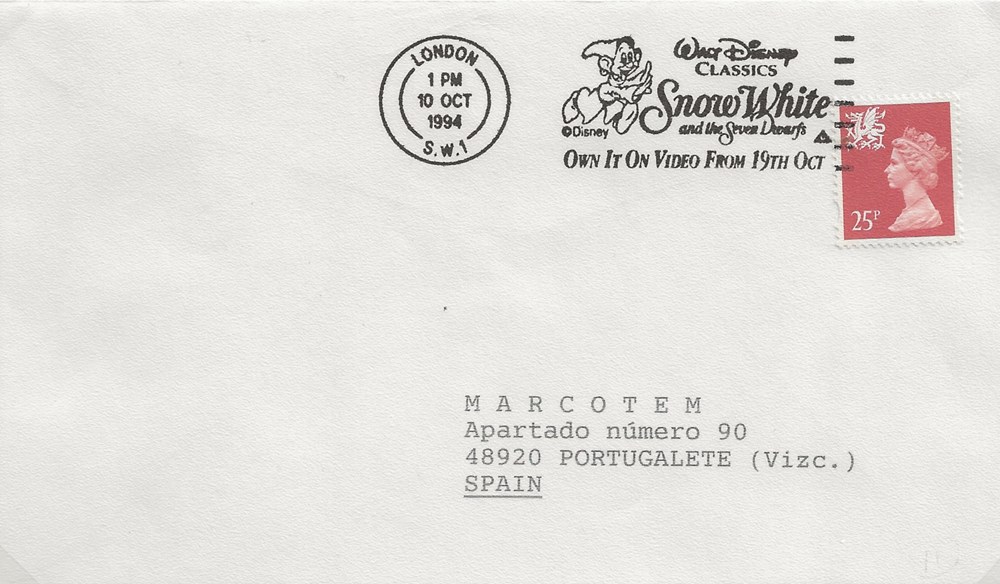 LONDON
1 PM
10 OCT
1994
S.W.1
WALT DISNEY
CLASSICS
Snow White
and the Seven Dwarfs
©Disney
OWN IT ON VIDEO FROM 19TH OCT
25P
M A R C O T E M
Apartado número 90
48920 PORTUGALETE (Vizc.)
SPAIN